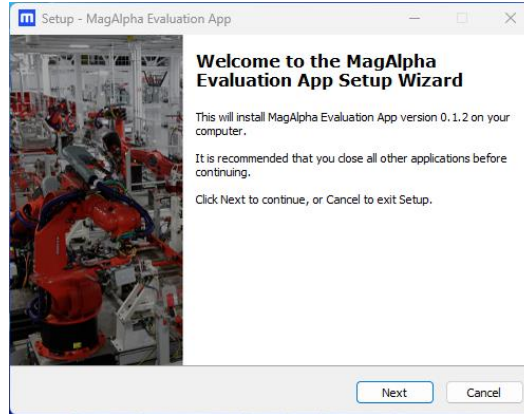 m Setup - MagAlpha Evaluation App
Welcome to the MagAlpha
Evaluation App Setup Wizard
This will install MagAlpha Evaluation App version 0.1.2 on your
computer.
It is recommended that you close all other applications before
continuing.
Click Next to continue, or Cancel to exit Setup.
Next Cancel